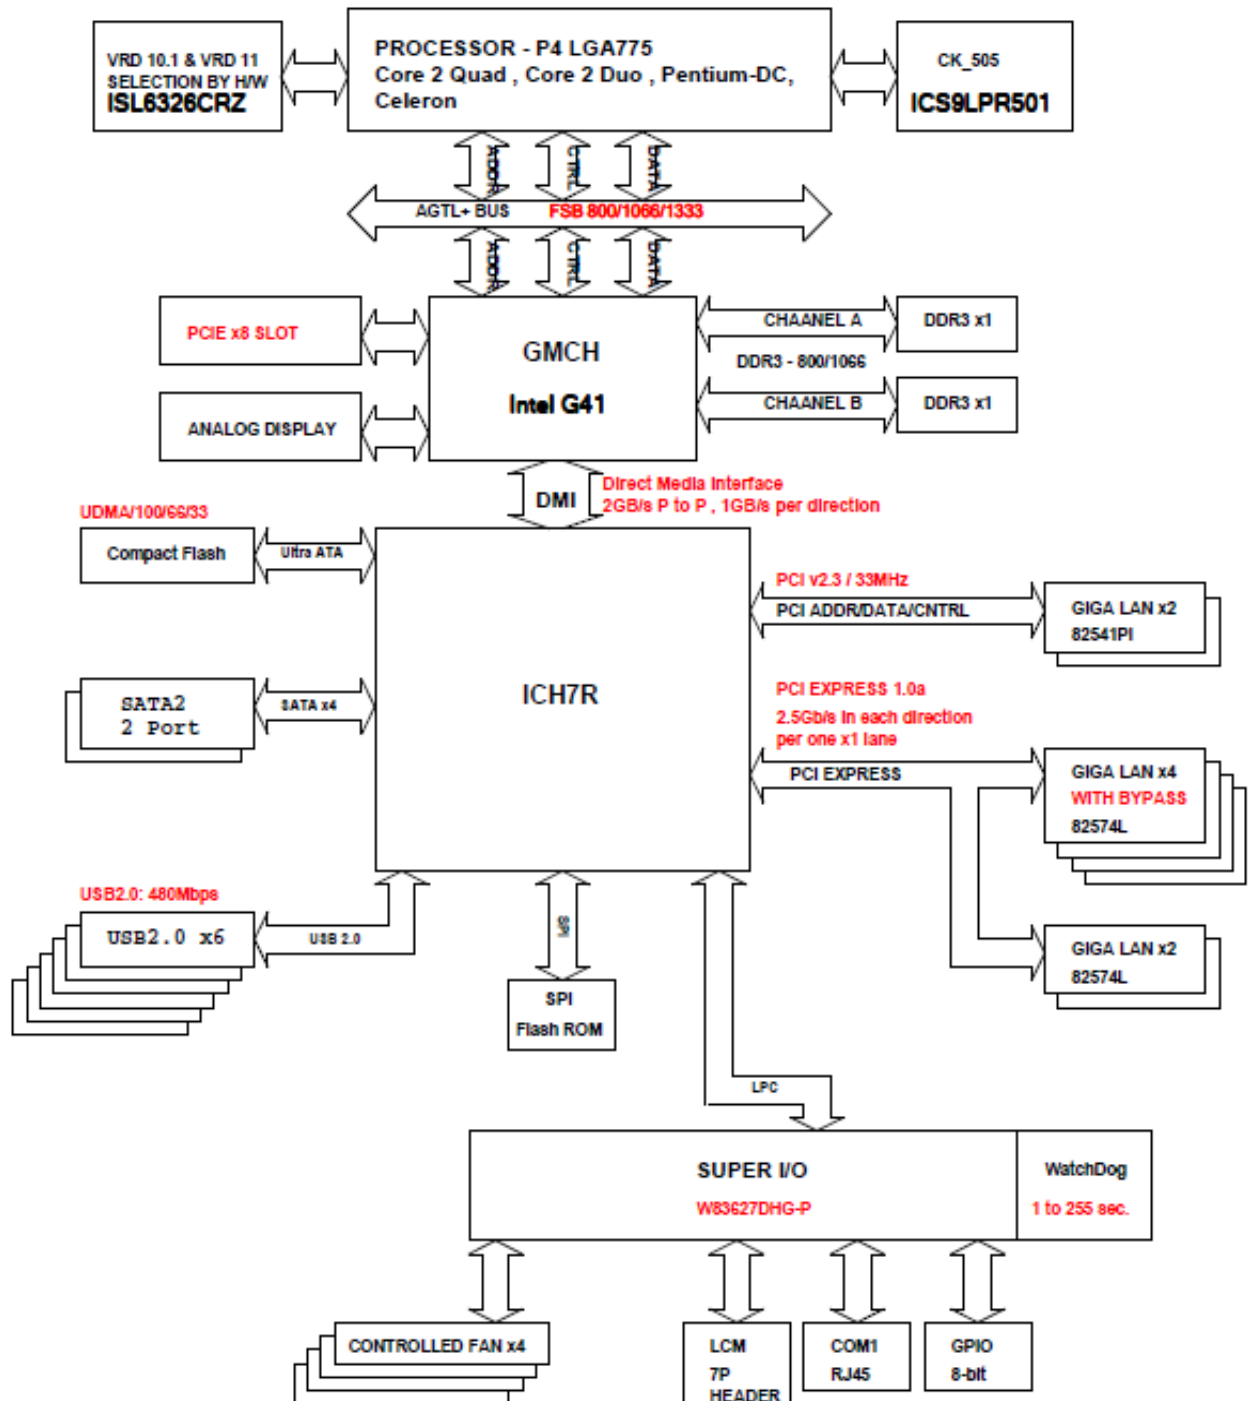 VRD 10.1 & VRD 11
SELECTION BY H/W
ISL6326CRZ
PROCESSOR - P4 LGA775
Core 2 Quad , Core 2 Duo , Pentium-DC,
Celeron
CK_505
ICS9LPR501
ADDR
CTRL
DATA
AGTL+ BUS
FSB 800/1066/1333
ADDR
CTRL
DATA
PCIE x8 SLOT
GMCH
Intel G41
CHAANEL A
DDR3 x1
DDR3 - 800/1066
CHAANEL B
DDR3 x1
ANALOG DISPLAY
DMI
Direct Media Interface
2GB/s P to P , 1GB/s per direction
UDMA/100/66/33
Compact Flash
Ultra ATA
PCI v2.3 / 33MHz
PCI ADDR/DATA/CNTRL
GIGA LAN x2
82541PI
ICH7R
SATA2
2 Port
SATA x4
PCI EXPRESS 1.0a
2.5Gb/s in each direction
per one x1 lane
PCI EXPRESS
GIGA LAN x4
WITH BYPASS
82574L
USB2.0: 480Mbps
USB2.0 x6
USB 2.0
SPI
SPI
Flash ROM
GIGA LAN x2
82574L
LPC
SUPER I/O
W83627DHG-P
WatchDog
1 to 255 sec.
CONTROLLED FAN x4
LCM
7P
HEADER
COM1
RJ45
GPIO
8-bit